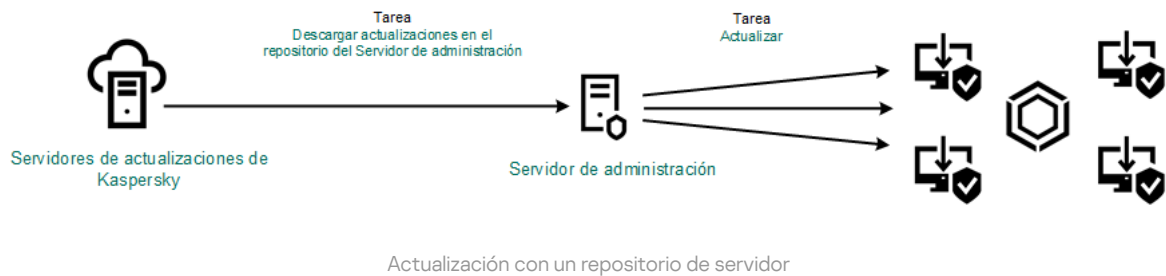 Tarea
Descargar actualizaciones en el
repositorio del Servidor de administración
Tarea
Actualizar
Servidores de actualizaciones de
Kaspersky
Servidor de administración
Actualización con un repositorio de servidor